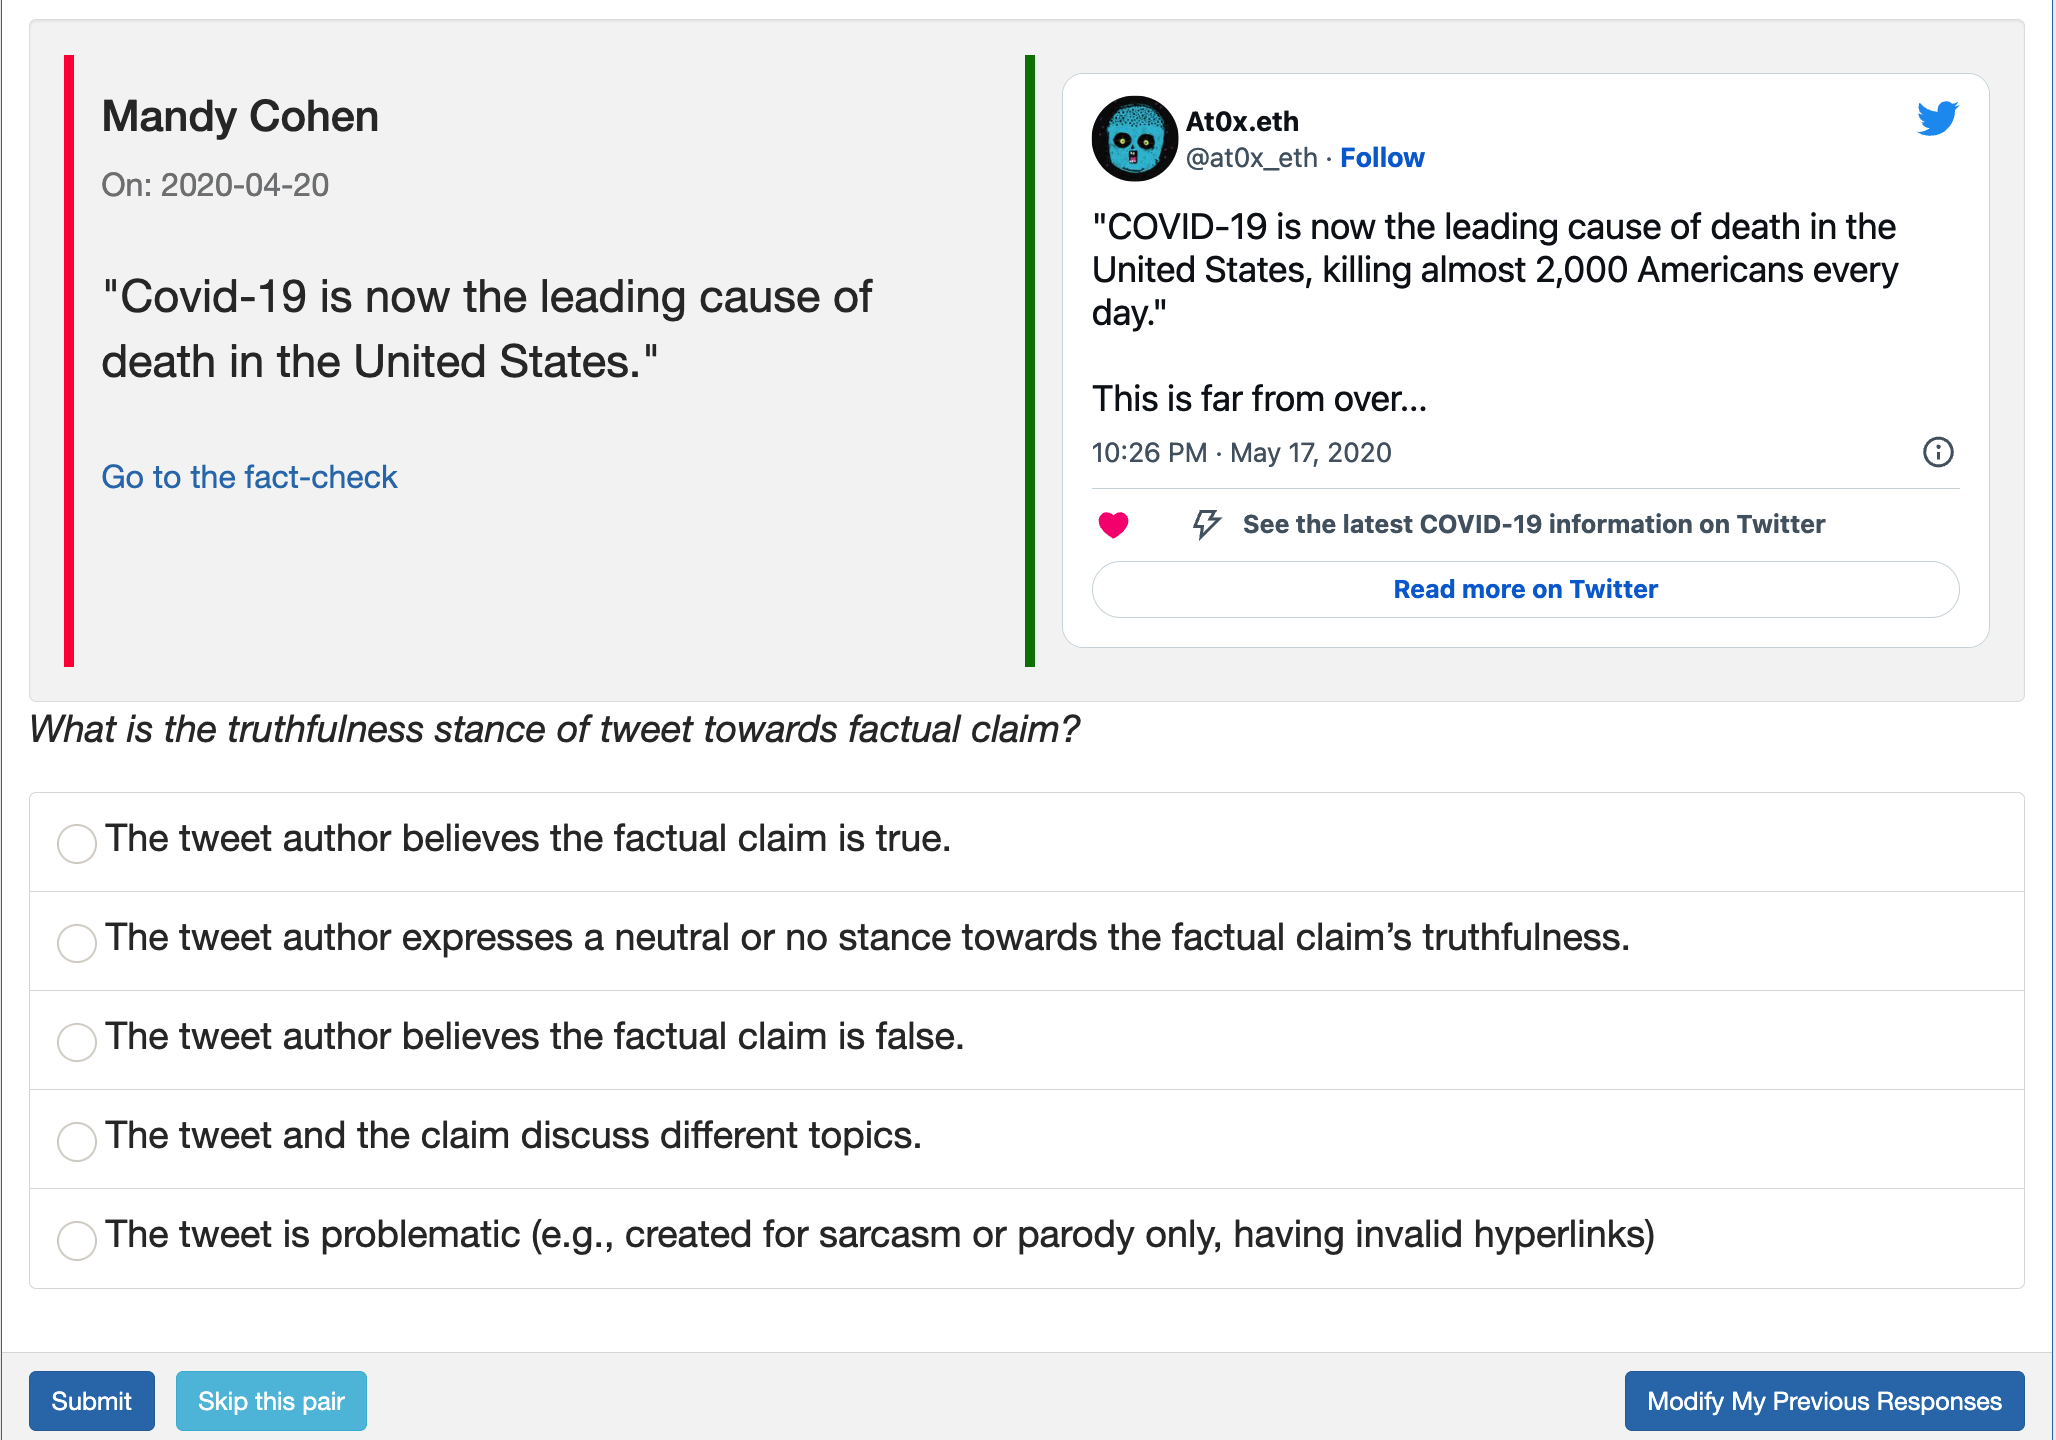 Mandy Cohen
On: 2020-04-20
"Covid-19 is now the leading cause of
death in the United States."
Go to the fact-check
At0x.eth
@at0x_eth · Follow
"COVID-19 is now the leading cause of death in the
United States, killing almost 2,000 Americans every
day."
This is far from over...
10:26 PM · May 17, 2020
See the latest COVID-19 information on Twitter
Read more on Twitter
What is the truthfulness stance of tweet towards factual claim?
The tweet author believes the factual claim is true.
The tweet author expresses a neutral or no stance towards the factual claim’s truthfulness.
The tweet author believes the factual claim is false.
The tweet and the claim discuss different topics.
The tweet is problematic (e.g., created for sarcasm or parody only, having invalid hyperlinks)
Submit
Skip this pair
Modify My Previous Responses